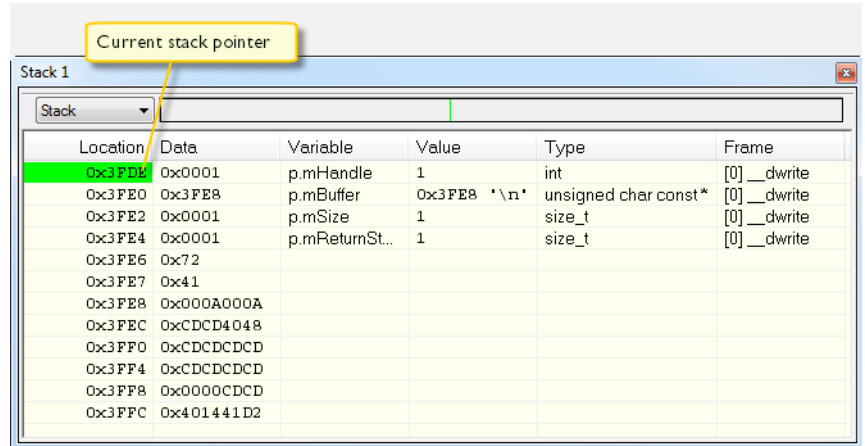 Current stack pointer
Stack 1
Stack
Location Data Variable Value Type Frame
0x3FDE 0x0001 p.mHandle 1 int [0] __dwrite
0x3FE0 0x3FE8 p.mBuffer 0x3FE8 '\n' unsigned char const* [0] __dwrite
0x3FE2 0x0001 p.mSize 1 size_t [0] __dwrite
0x3FE4 0x0001 p.mReturnSt... 1 size_t [0] __dwrite
0x3FE6 0x72
0x3FE7 0x41
0x3FE8 0x000A000A
0x3FEC 0xCDCD4048
0x3FF0 0xCDCDCDCD
0x3FF4 0xCDCDCDCD
0x3FF8 0x0000CDCD
0x3FFC 0x401441D2